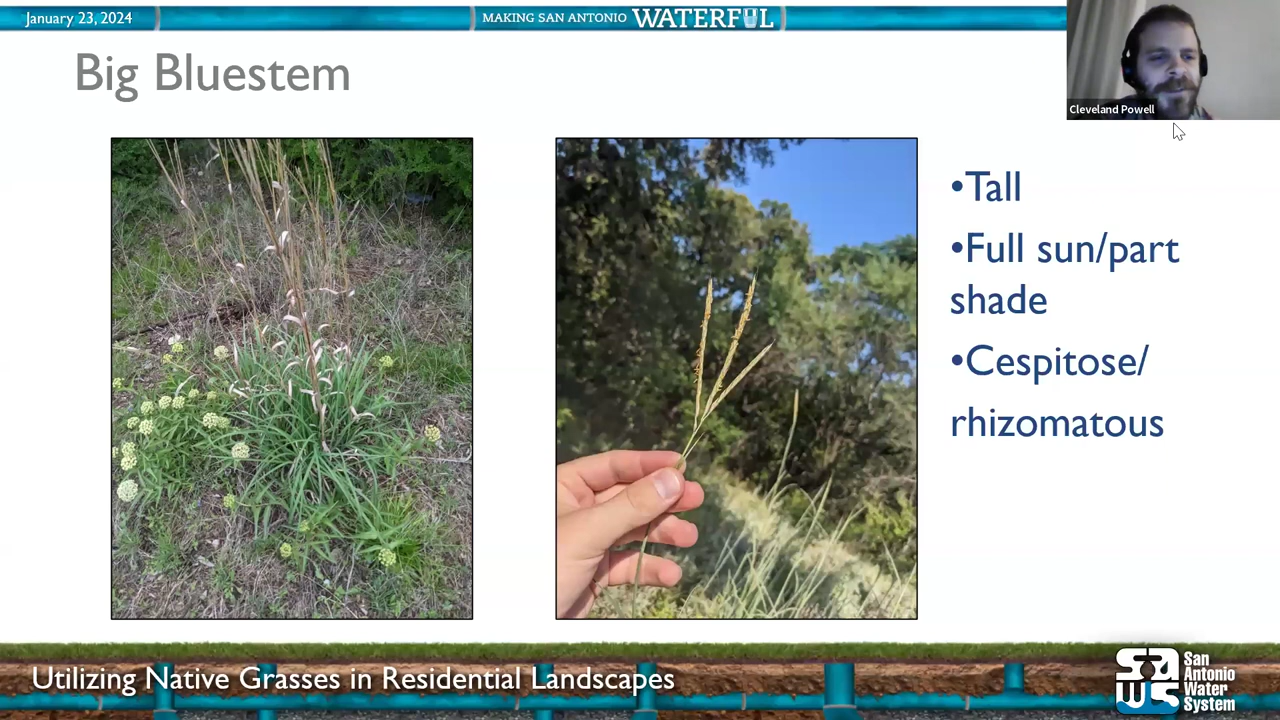 January 23, 2024
MAKING SAN ANTONIO WATERFUL
Big Bluestem
Cleveland Powell
•Tall
•Full sun/part
shade
•Cespitose/
rhizomatous
Utilizing Native Grasses in Residential Landscapes
SAWS
San
Antonio
Water
System